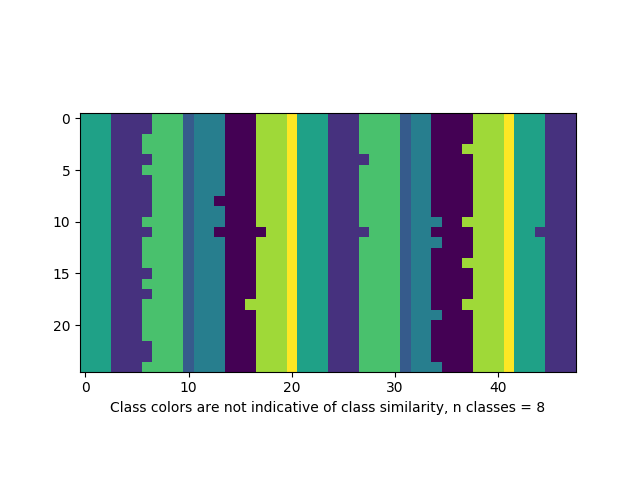 0
5
10
15
20
0 10 20 30 40
Class colors are not indicative of class similarity, n classes = 8